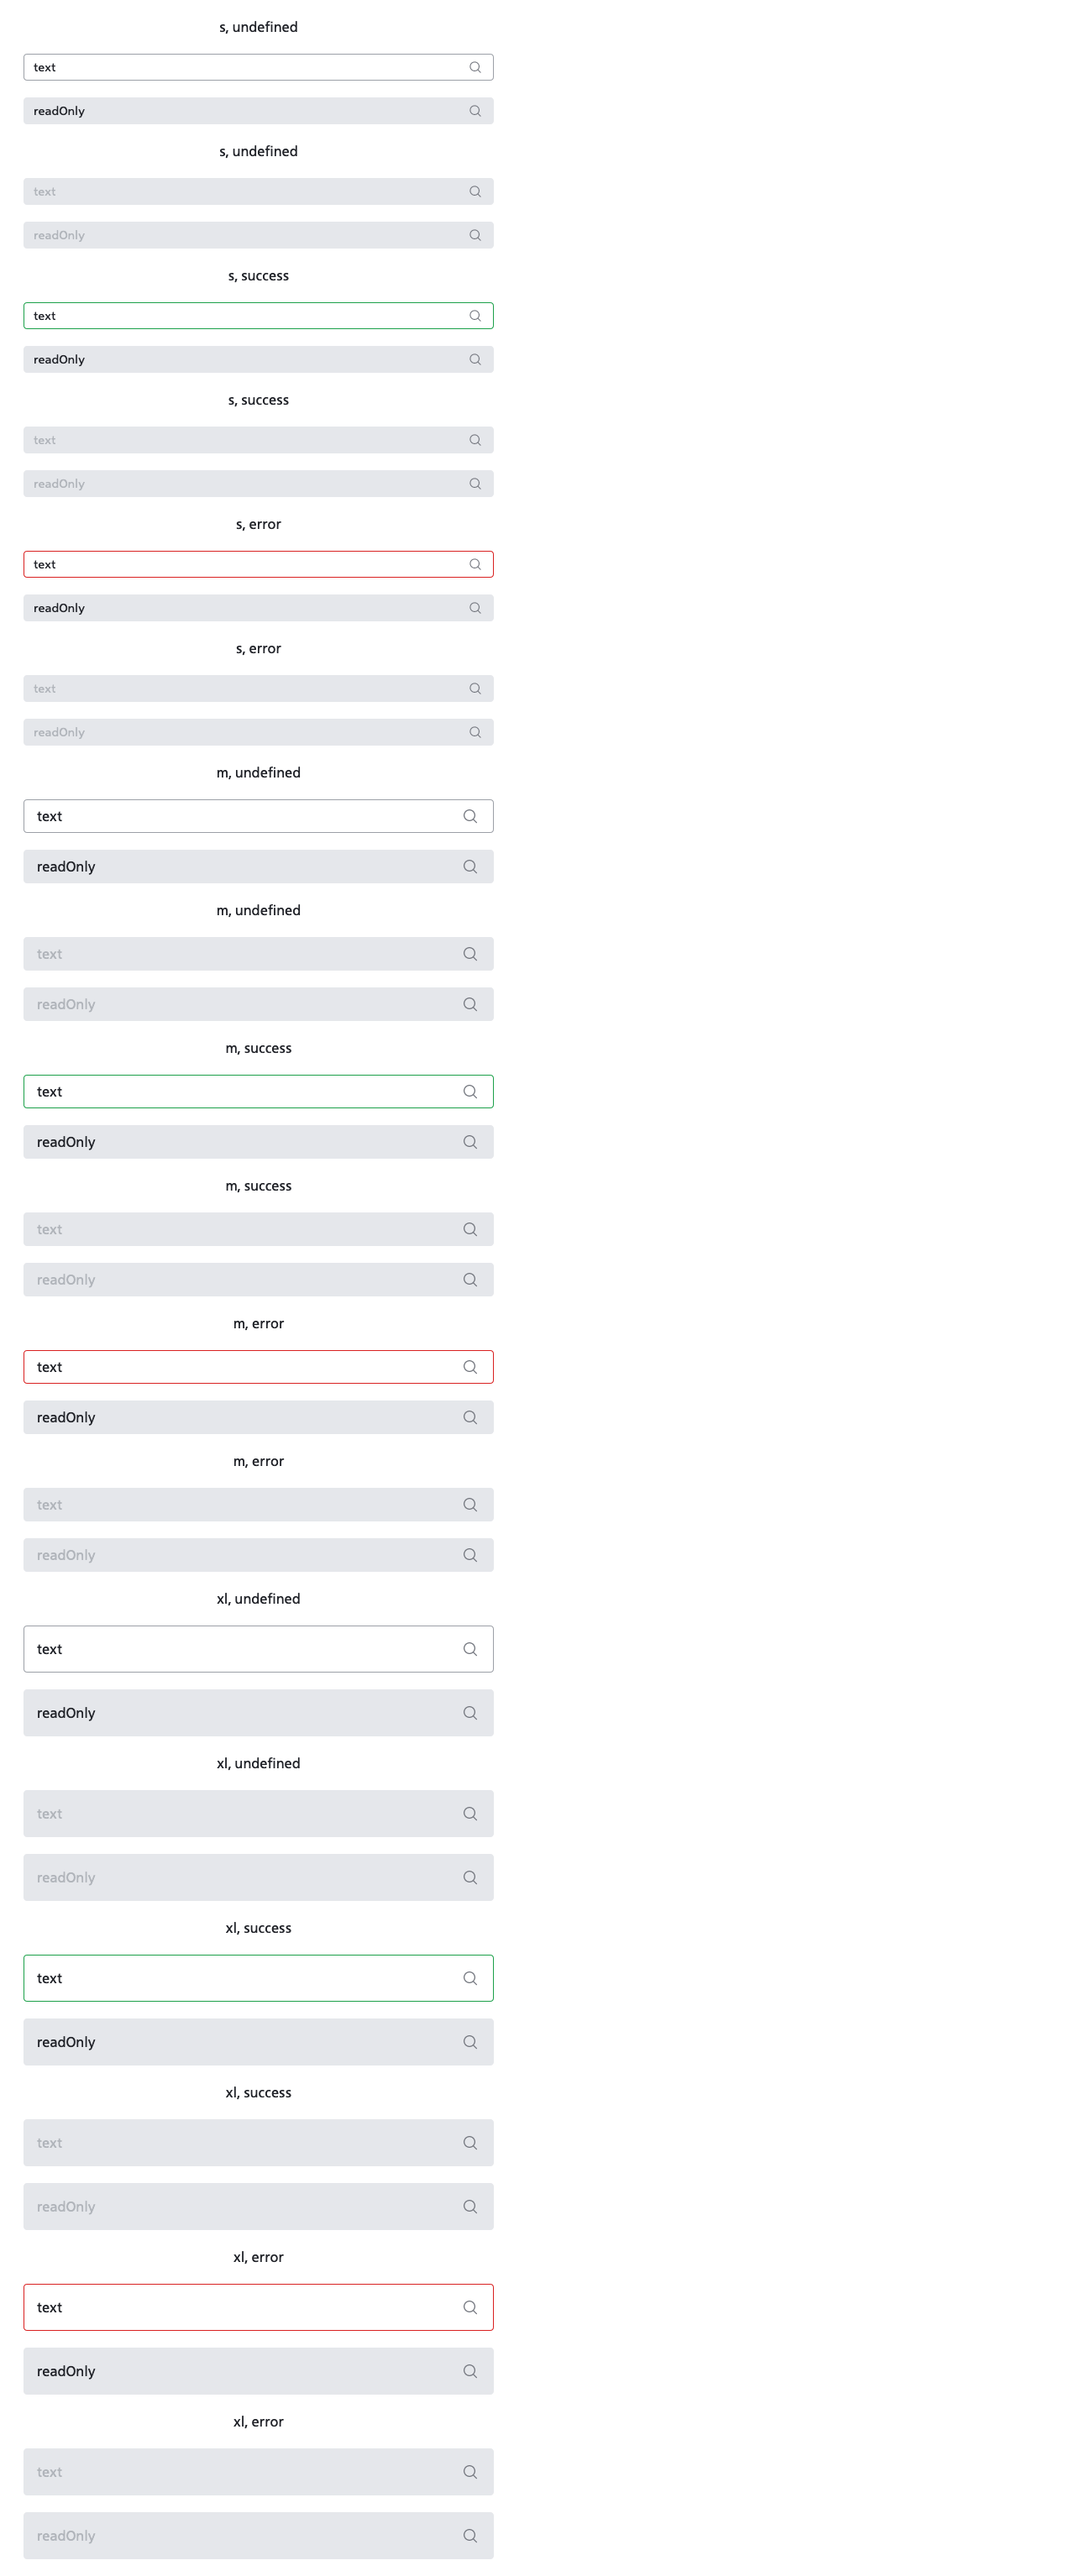 s, undefined
text
readOnly
s, undefined
text
readOnly
s, success
text
readOnly
s, success
text
readOnly
s, error
text
readOnly
s, error
text
readOnly
m, undefined
text
readOnly
m, undefined
text
readOnly
m, success
text
readOnly
m, success
text
readOnly
m, error
text
readOnly
m, error
text
readOnly
xl, undefined
text
readOnly
xl, undefined
text
readOnly
xl, success
text
readOnly
xl, success
text
readOnly
xl, error
text
readOnly
xl, error
text
readOnly